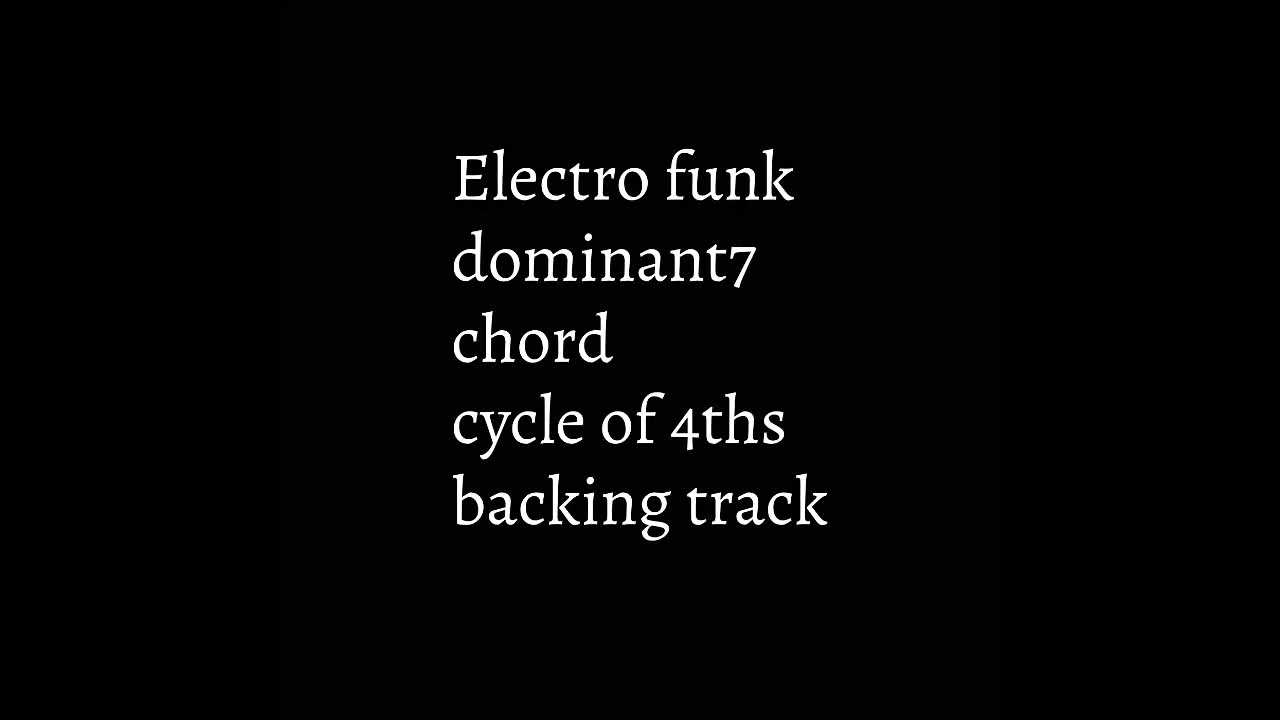 Electro funk
dominant7
chord
cycle of 4ths
backing track